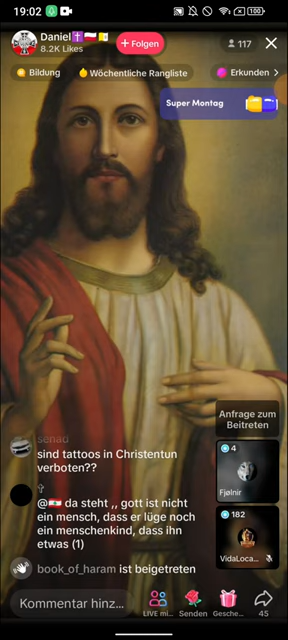 19:02
100
Daniel
8.2K Likes
+ Folgen
117
Bildung
Wöchentliche Rangliste
Erkunden
Super Montag
senad
sind tattoos in Christentun
verboten??
@ da steht ,, gott ist nicht
ein mensch, dass er lüge noch
ein menschenkind, dass ihn
etwas (1)
book_of_haram ist beigetreten
Anfrage zum
Beitreten
4
Fjølnir
182
VidaLoca...
Kommentar hinz...
LIVE mi...
Senden
Gesche...
45